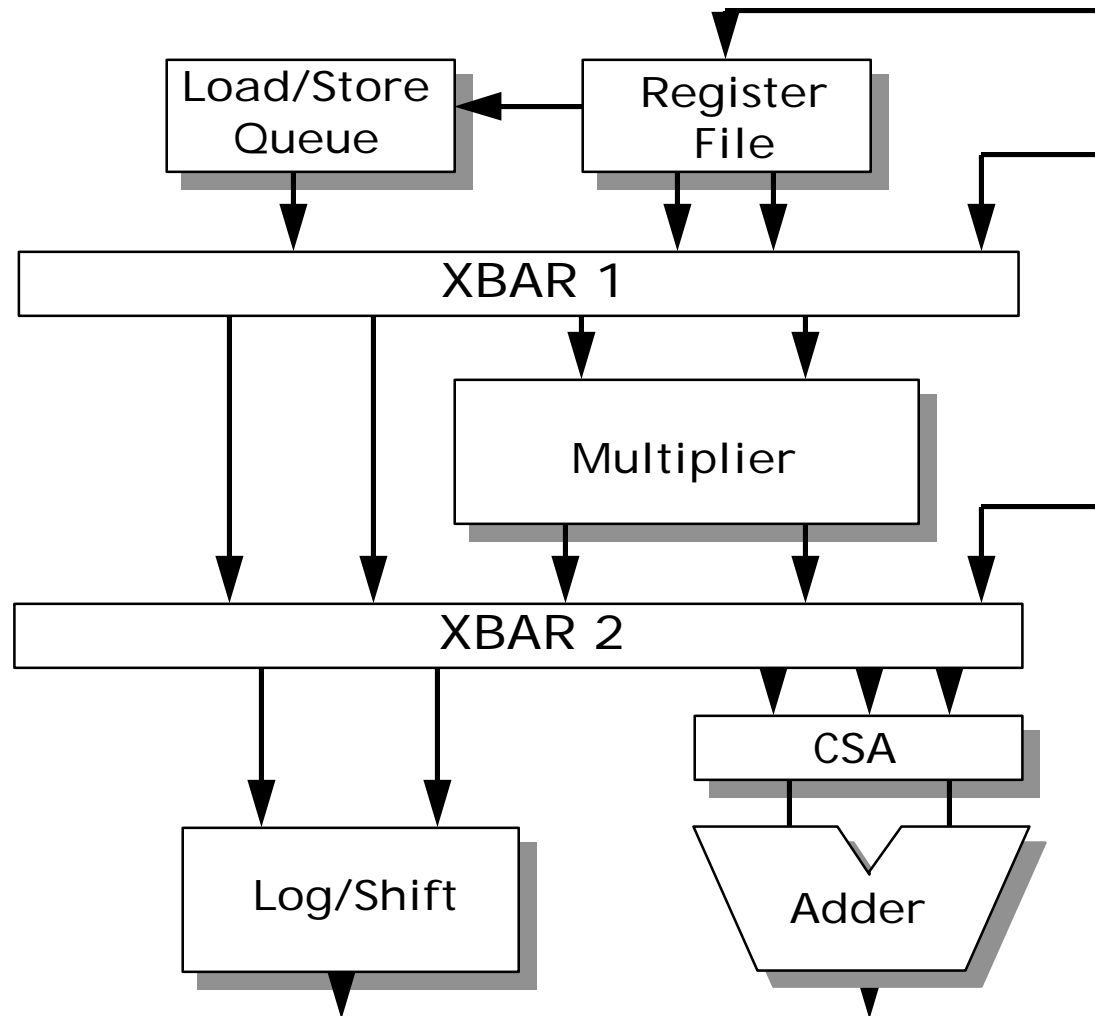 Load/Store
Queue
Register
File
XBAR 1
Multiplier
XBAR 2
CSA
Log/Shift
Adder